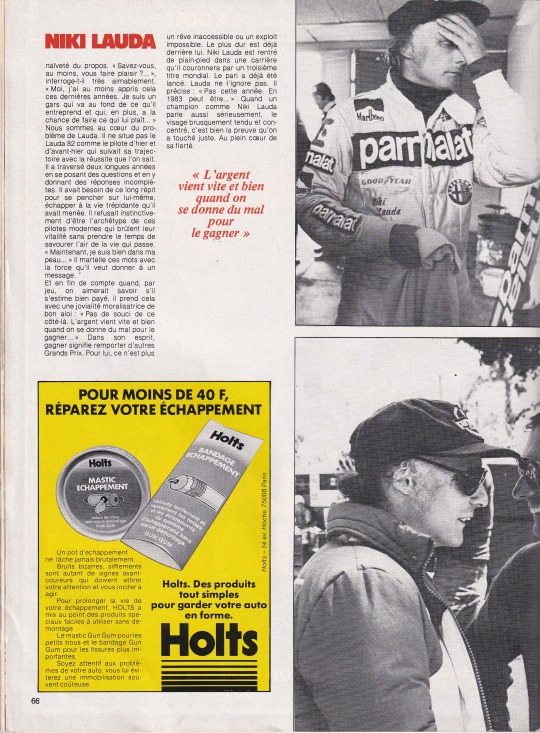 NIKI LAUDA
naïveté du propos. « Savez-vous,
au moins, vous faire plaisir ?... »,
interroge-t-il très aimablement.
« Moi, j'ai au moins appris cela
ces dernières années. Je suis un
gars qui va au fond de ce qu'il
entreprend et qui, en plus, a la
chance de faire ce qui lui plaît... »
Nous sommes au cœur du pro-
blème de Lauda. Il ne situe pas le
Lauda 82 comme le pilote d'hier et
d'avant-hier qui suivait sa trajec-
toire avec la réussite que l'on sait.
Il a traversé deux longues années
en se posant des questions et en y
donnant des réponses incomplè-
tes. Il avait besoin de ce long répit
pour se pencher sur lui-même,
échapper à la vie trépidante qu'il
avait menée. Il refusait instinctive-
ment d'être l'archétype de ces
pilotes modernes qui brûlent leur
vitalité sans prendre le temps de
savourer l'air de la vie qui passe.
« Maintenant, je suis bien dans ma
peau... » Il martèle ces mots avec
la force qu'il veut donner à un
message.
Et en fin de compte quand, par
jeu, on aimerait savoir s'il
s'estime bien payé, il prend cela
avec une jovialité moralisatrice de
bon aloi : « Pas de souci de ce
côté-là. L'argent vient vite et bien
quand on se donne du mal pour le
gagner... » Dans son esprit,
gagner signifie remporter d'autres
Grands Prix. Pour lui, ce n'est plus
un rêve inaccessible ou un exploit
impossible. Le plus dur est déjà
derrière lui. Niki Lauda est rentré
de plain-pied dans une carrière
qu'il couronnera par un troisième
titre mondial. Le pari a déjà été
lancé. Lauda ne l'ignore pas. Il
précise : « Pas cette année. En
1983 peut être... » Quand un
champion comme Niki Lauda
parle aussi sérieusement, le
visage brusquement tendu et con-
centré, c'est bien la preuve qu'on
a touché juste. Au plein cœur de
sa fierté.
« L'argent
vient vite et bien
quand on
se donne du mal
pour
le gagner »
Marlboro
parmalat
parmalat
GOODYEAR
Niki
Lauda
parmalat
POUR MOINS DE 40 F,
RÉPAREZ VOTRE ÉCHAPPEMENT
Holts
MASTIC
ECHAPPEMENT
GUN GUM
Holts
BANDAGE
ECHAPPEMENT
GUN GUM
Holts - 14 av. Hoche 75008 Paris
Un pot d'échappement
ne lâche jamais brutalement.
Bruits bizarres, sifflements
sont autant de signes avant-
coureurs qui doivent attirer
votre attention et vous inciter à
agir.
Pour prolonger la vie de
votre échappement, HOLTS a
mis au point des produits spé-
ciaux faciles à utiliser sans dé-
montage.
Le mastic Gun Gum pour les
petits trous et le bandage Gun
Gum pour les fissures plus im-
portantes.
Soyez attentif aux problè-
mes de votre auto, vous lui évi-
terez une immobilisation sou-
vent coûteuse.
Holts. Des produits
tout simples
pour garder votre auto
en forme.
Holts
66